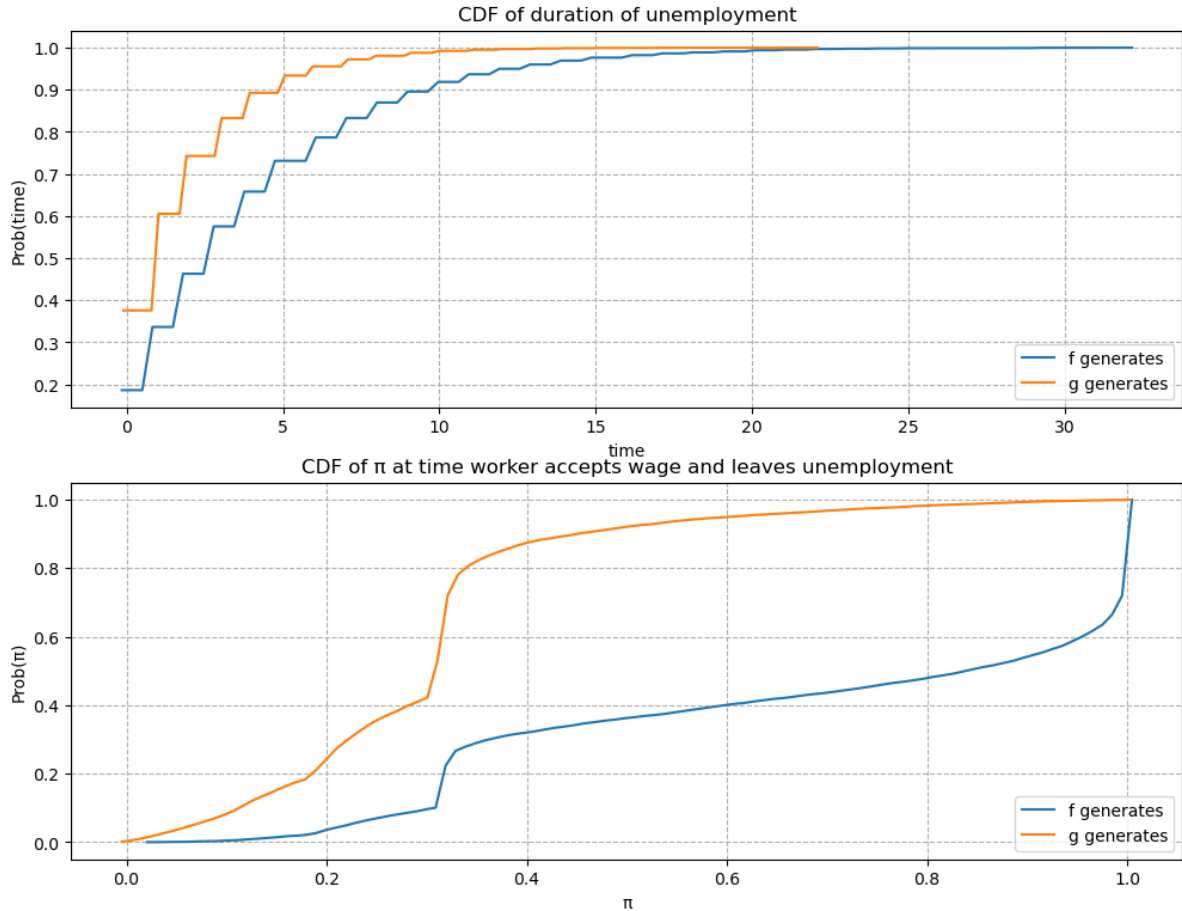 CDF of duration of unemployment
1.0
0.9
0.8
0.7
0.6
0.5
0.4
0.3
0.2
Prob(time)
f generates
g generates
0 5 10 15 20 25 30
time
CDF of π at time worker accepts wage and leaves unemployment
1.0
0.8
0.6
0.4
0.2
0.0
Prob(π)
f generates
g generates
0.0 0.2 0.4 0.6 0.8 1.0
π